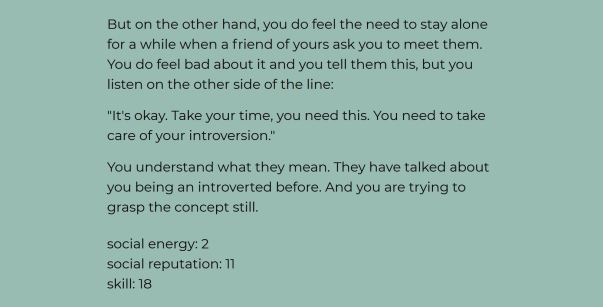 But on the other hand, you do feel the need to stay alone
for a while when a friend of yours ask you to meet them.
You do feel bad about it and you tell them this, but you
listen on the other side of the line:
"It's okay. Take your time, you need this. You need to take
care of your introversion."
You understand what they mean. They have talked about
you being an introverted before. And you are trying to
grasp the concept still.
social energy: 2
social reputation: 11
skill: 18